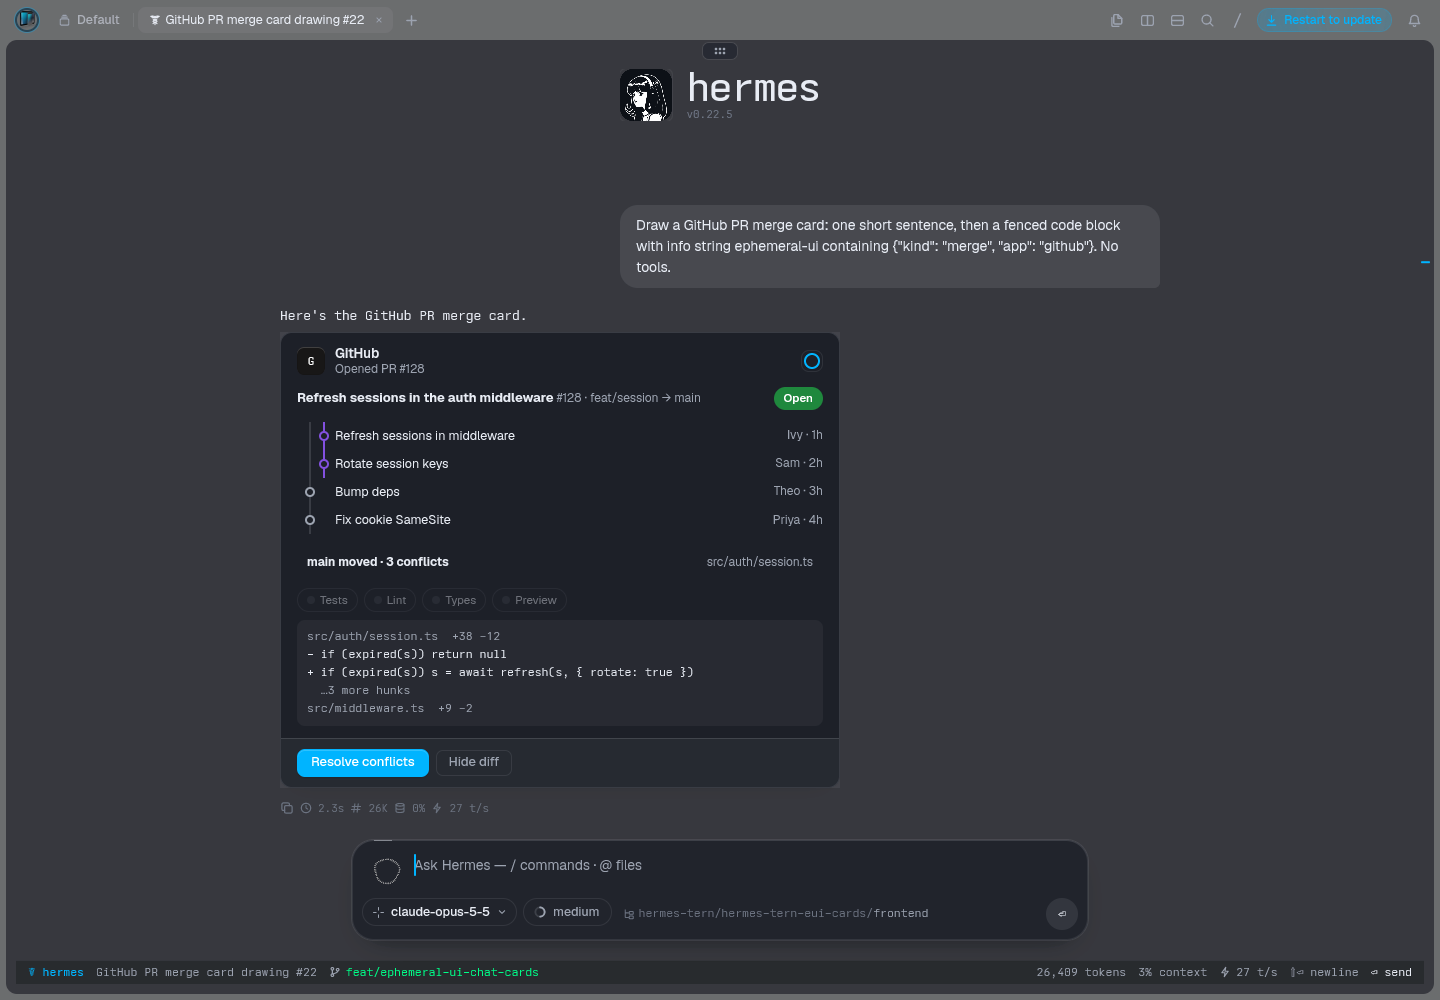 Default
GitHub PR merge card drawing #22
Restart to update
hermes
v0.22.5
Draw a GitHub PR merge card: one short sentence, then a fenced code block
with info string ephemeral-ui containing {"kind": "merge", "app": "github"}. No
tools.
Here's the GitHub PR merge card.
G
GitHub
Opened PR #128
Refresh sessions in the auth middleware #128 · feat/session → main
Open
Refresh sessions in middleware Ivy · 1h
Rotate session keys Sam · 2h
Bump deps Theo · 3h
Fix cookie SameSite Priya · 4h
main moved · 3 conflicts src/auth/session.ts
Tests Lint Types Preview
src/auth/session.ts +38 −12
− if (expired(s)) return null
+ if (expired(s)) s = await refresh(s, { rotate: true })
…3 more hunks
src/middleware.ts +9 −2
Resolve conflicts Hide diff
2.3s 26K 0% 27 t/s
Ask Hermes — / commands · @ files
claude-opus-5-5 medium hermes-tern/hermes-tern-eui-cards/frontend
hermes GitHub PR merge card drawing #22 feat/ephemeral-ui-chat-cards 26,409 tokens 3% context 27 t/s newline send